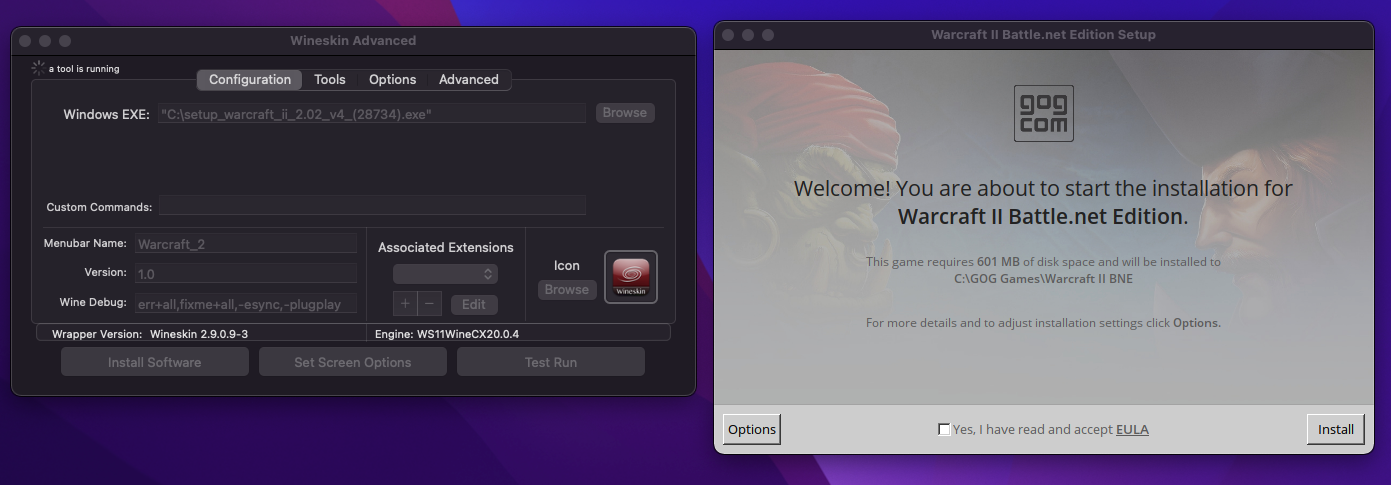 Wineskin Advanced
a tool is running
Configuration Tools Options Advanced
Windows EXE: "C:\setup_warcraft_ii_2.02_v4_(28734).exe" Browse
Custom Commands:
Menubar Name: Warcraft_2
Version: 1.0
Wine Debug: err+all,fixme+all,-esync,-plugplay
Associated Extensions
+ − Edit
Icon
Browse
Wineskin
Wrapper Version: Wineskin 2.9.0.9-3 Engine: WS11WineCX20.0.4
Install Software Set Screen Options Test Run
Warcraft II Battle.net Edition Setup
gog
com
Welcome! You are about to start the installation for
Warcraft II Battle.net Edition.
This game requires 601 MB of disk space and will be installed to
C:\GOG Games\Warcraft II BNE
For more details and to adjust installation settings click Options.
Options Yes, I have read and accept EULA Install